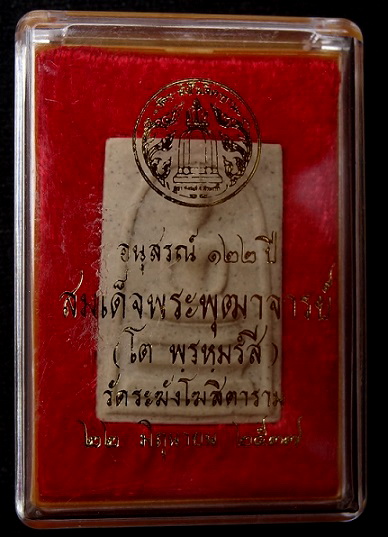 อนุสรณ์ ๑๒๒ ปี
สมเด็จพระพุฒาจารย์
(โต พรหมรังสี)
วัดระฆังโฆสิตาราม
๒๒ มิถุนายน ๒๕๓๗